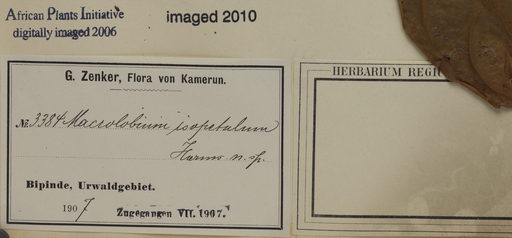 African Plants Initiative
digitally imaged 2006
imaged 2010
G. Zenker, Flora von Kamerun.
№ 3384 Macrolobium isopetalum
Harms n. sp.
Bipinde, Urwaldgebiet.
1907 Zugegangen VII. 1907.
HERBARIUM REGI